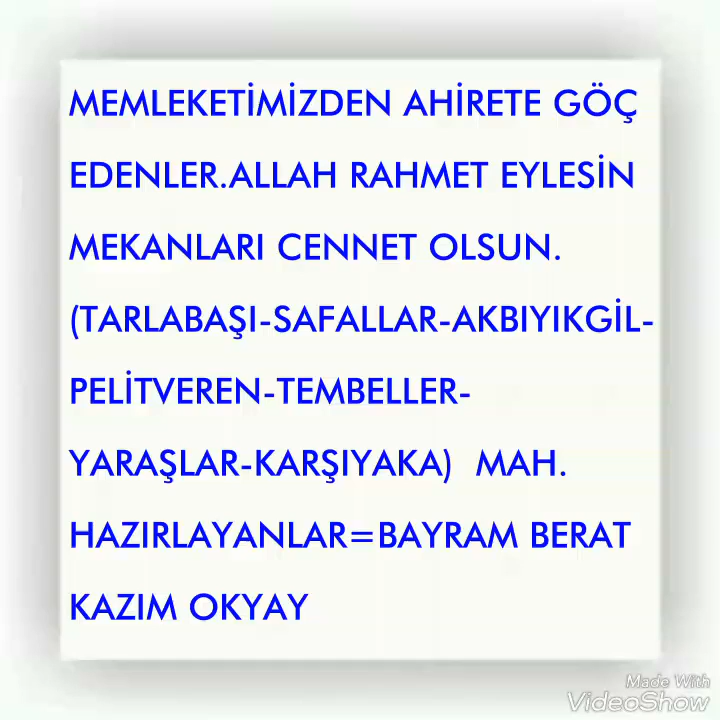 MEMLEKETİMİZDEN AHİRETE GÖÇ
EDENLER.ALLAH RAHMET EYLESİN
MEKANLARI CENNET OLSUN.
(TARLABAŞI-SAFALLAR-AKBIYIKGİL-
PELİTVEREN-TEMBELLER-
YARAŞLAR-KARŞIYAKA)  MAH.
HAZIRLAYANLAR=BAYRAM BERAT
KAZIM OKYAY
Made With
VideoShow